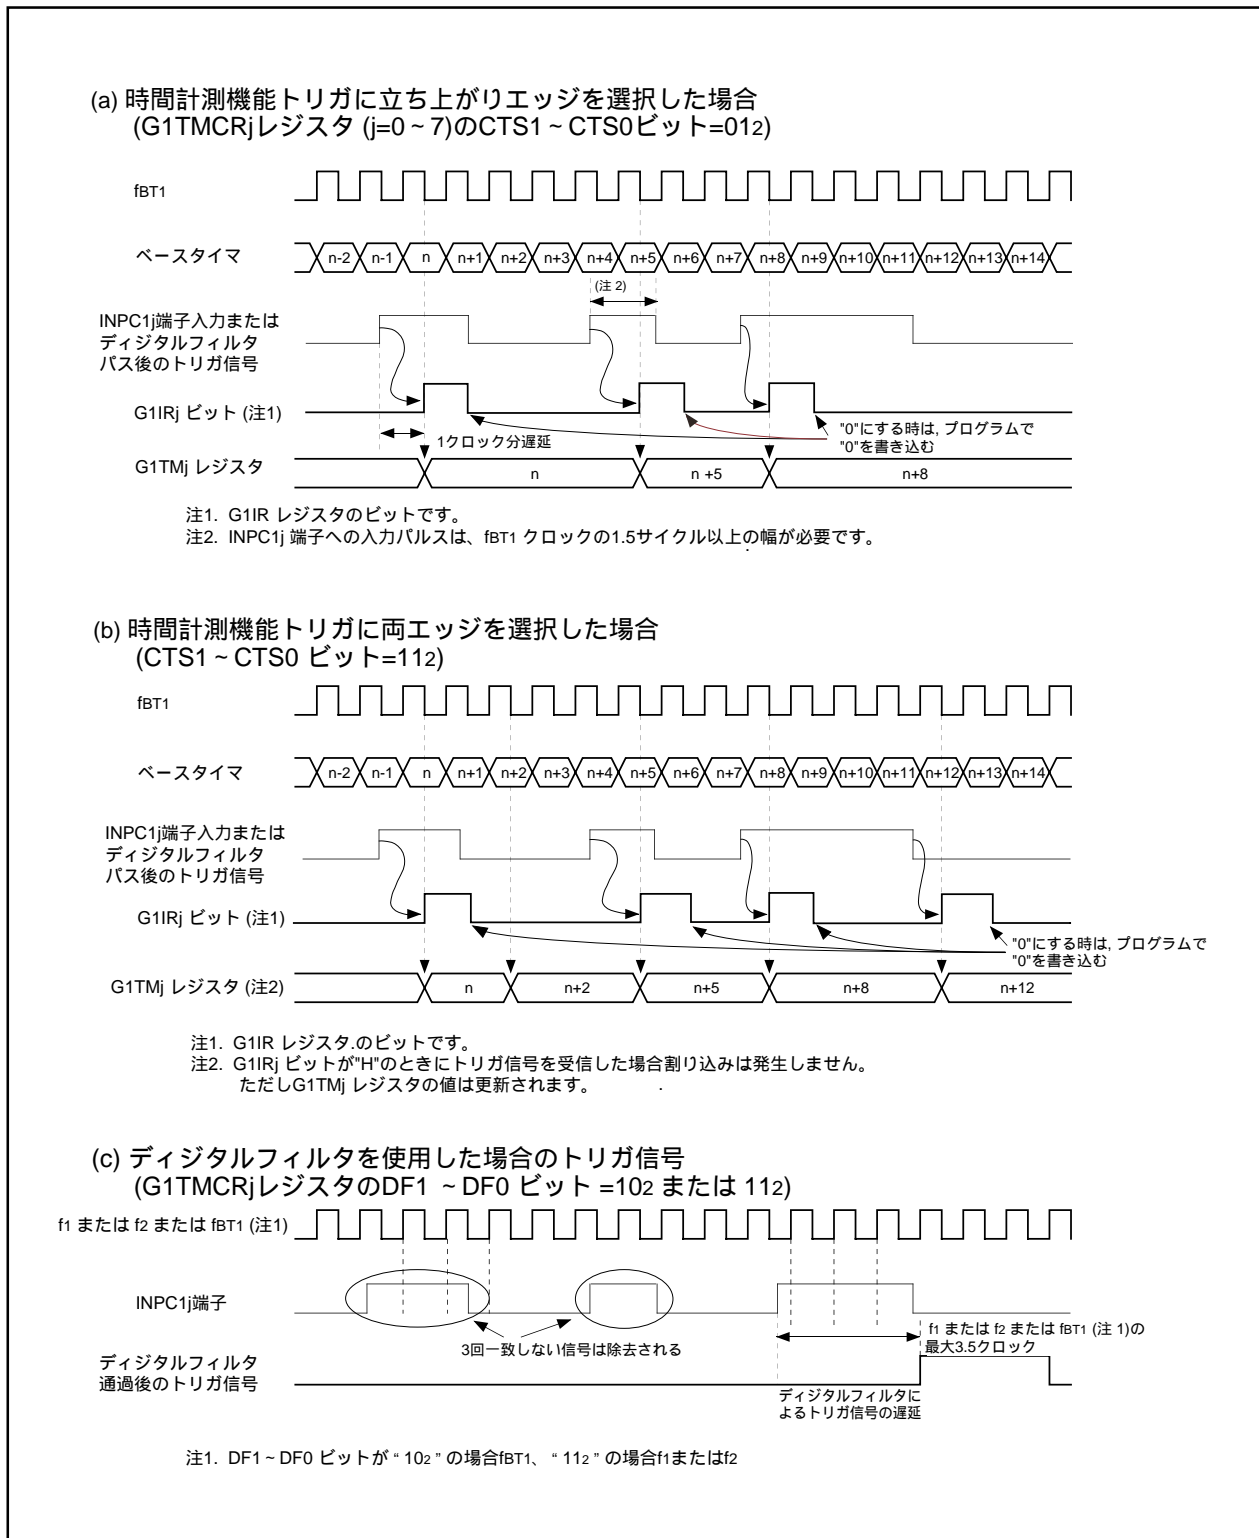 (a) 時間計測機能トリガに立ち上がりエッジを選択した場合
(G1TMCRjレジスタ (j=0 ~ 7)のCTS1 ~ CTS0ビット=012)
fBT1
ベースタイマ
n-2 n-1 n n+1 n+2 n+3 n+4 n+5 n+6 n+7 n+8 n+9 n+10 n+11 n+12 n+13 n+14
(注 2)
INPC1j端子入力または
ディジタルフィルタ
パス後のトリガ信号
G1IRj ビット (注1)
1クロック分遅延
"0"にする時は, プログラムで
"0"を書き込む
G1TMj レジスタ
n n +5 n+8
注1. G1IR レジスタのビットです。
注2. INPC1j 端子への入力パルスは、fBT1 クロックの1.5サイクル以上の幅が必要です。
(b) 時間計測機能トリガに両エッジを選択した場合
(CTS1 ~ CTS0 ビット=112)
fBT1
ベースタイマ
n-2 n-1 n n+1 n+2 n+3 n+4 n+5 n+6 n+7 n+8 n+9 n+10 n+11 n+12 n+13 n+14
INPC1j端子入力または
ディジタルフィルタ
パス後のトリガ信号
G1IRj ビット (注1)
"0"にする時は, プログラムで
"0"を書き込む
G1TMj レジスタ (注2)
n n+2 n+5 n+8 n+12
注1. G1IR レジスタ.のビットです。
注2. G1IRj ビットが"H"のときにトリガ信号を受信した場合割り込みは発生しません。
ただしG1TMj レジスタの値は更新されます。
(c) ディジタルフィルタを使用した場合のトリガ信号
(G1TMCRjレジスタのDF1 ~ DF0 ビット =102 または 112)
f1 または f2 または fBT1 (注1)
INPC1j端子
3回一致しない信号は除去される
f1 または f2 または fBT1 (注 1)の
最大3.5クロック
ディジタルフィルタ
通過後のトリガ信号
ディジタルフィルタに
よるトリガ信号の遅延
注1. DF1 ~ DF0 ビットが “ 102 ” の場合fBT1、 “ 112 ” の場合f1またはf2